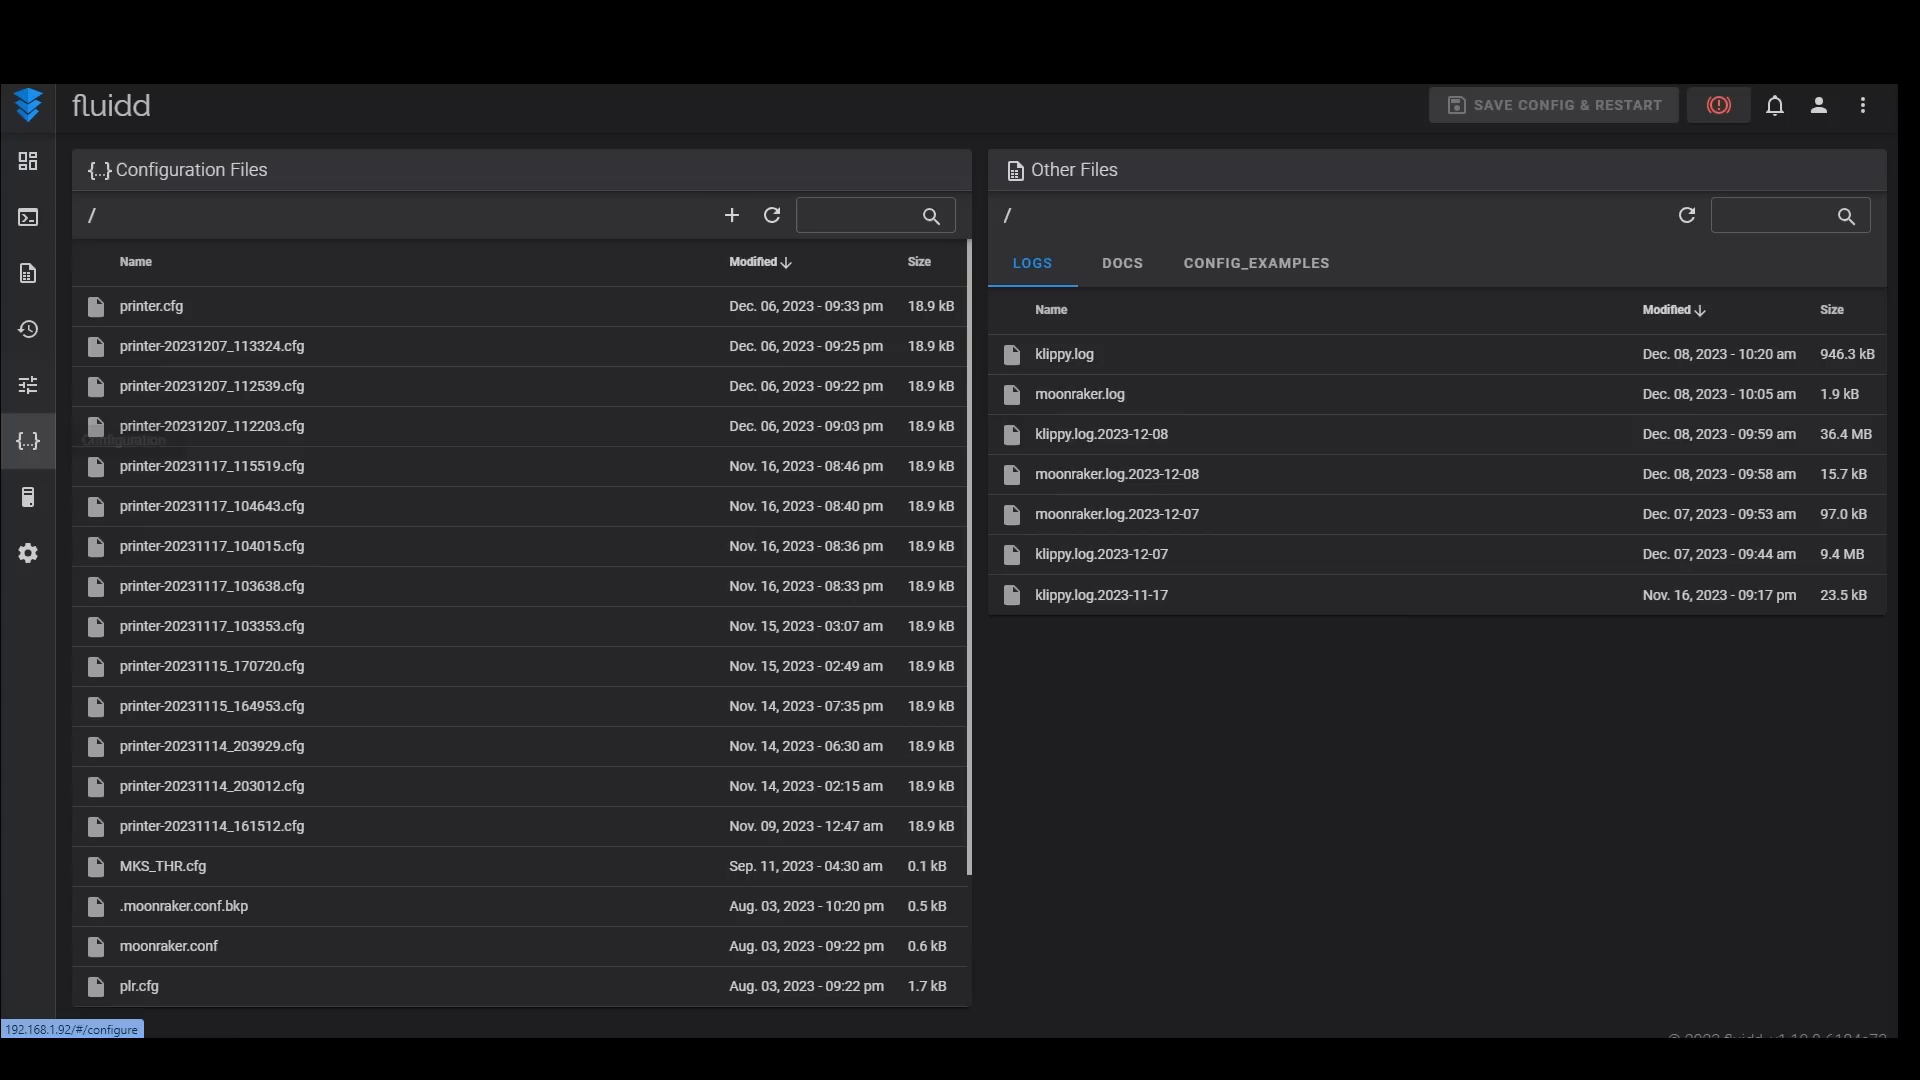 fluidd
SAVE CONFIG & RESTART
{...} Configuration Files
/
Name Modified Size
printer.cfg Dec. 06, 2023 - 09:33 pm 18.9 kB
printer-20231207_113324.cfg Dec. 06, 2023 - 09:25 pm 18.9 kB
printer-20231207_112539.cfg Dec. 06, 2023 - 09:22 pm 18.9 kB
printer-20231207_112203.cfg Dec. 06, 2023 - 09:03 pm 18.9 kB
Configuration
printer-20231117_115519.cfg Nov. 16, 2023 - 08:46 pm 18.9 kB
printer-20231117_104643.cfg Nov. 16, 2023 - 08:40 pm 18.9 kB
printer-20231117_104015.cfg Nov. 16, 2023 - 08:36 pm 18.9 kB
printer-20231117_103638.cfg Nov. 16, 2023 - 08:33 pm 18.9 kB
printer-20231117_103353.cfg Nov. 15, 2023 - 03:07 am 18.9 kB
printer-20231115_170720.cfg Nov. 15, 2023 - 02:49 am 18.9 kB
printer-20231115_164953.cfg Nov. 14, 2023 - 07:35 pm 18.9 kB
printer-20231114_203929.cfg Nov. 14, 2023 - 06:30 am 18.9 kB
printer-20231114_203012.cfg Nov. 14, 2023 - 02:15 am 18.9 kB
printer-20231114_161512.cfg Nov. 09, 2023 - 12:47 am 18.9 kB
MKS_THR.cfg Sep. 11, 2023 - 04:30 am 0.1 kB
.moonraker.conf.bkp Aug. 03, 2023 - 10:20 pm 0.5 kB
moonraker.conf Aug. 03, 2023 - 09:22 pm 0.6 kB
plr.cfg Aug. 03, 2023 - 09:22 pm 1.7 kB
Other Files
/
LOGS DOCS CONFIG_EXAMPLES
Name Modified Size
klippy.log Dec. 08, 2023 - 10:20 am 946.3 kB
moonraker.log Dec. 08, 2023 - 10:05 am 1.9 kB
klippy.log.2023-12-08 Dec. 08, 2023 - 09:59 am 36.4 MB
moonraker.log.2023-12-08 Dec. 08, 2023 - 09:58 am 15.7 kB
moonraker.log.2023-12-07 Dec. 07, 2023 - 09:53 am 97.0 kB
klippy.log.2023-12-07 Dec. 07, 2023 - 09:44 am 9.4 MB
klippy.log.2023-11-17 Nov. 16, 2023 - 09:17 pm 23.5 kB
192.168.1.92/#/configure